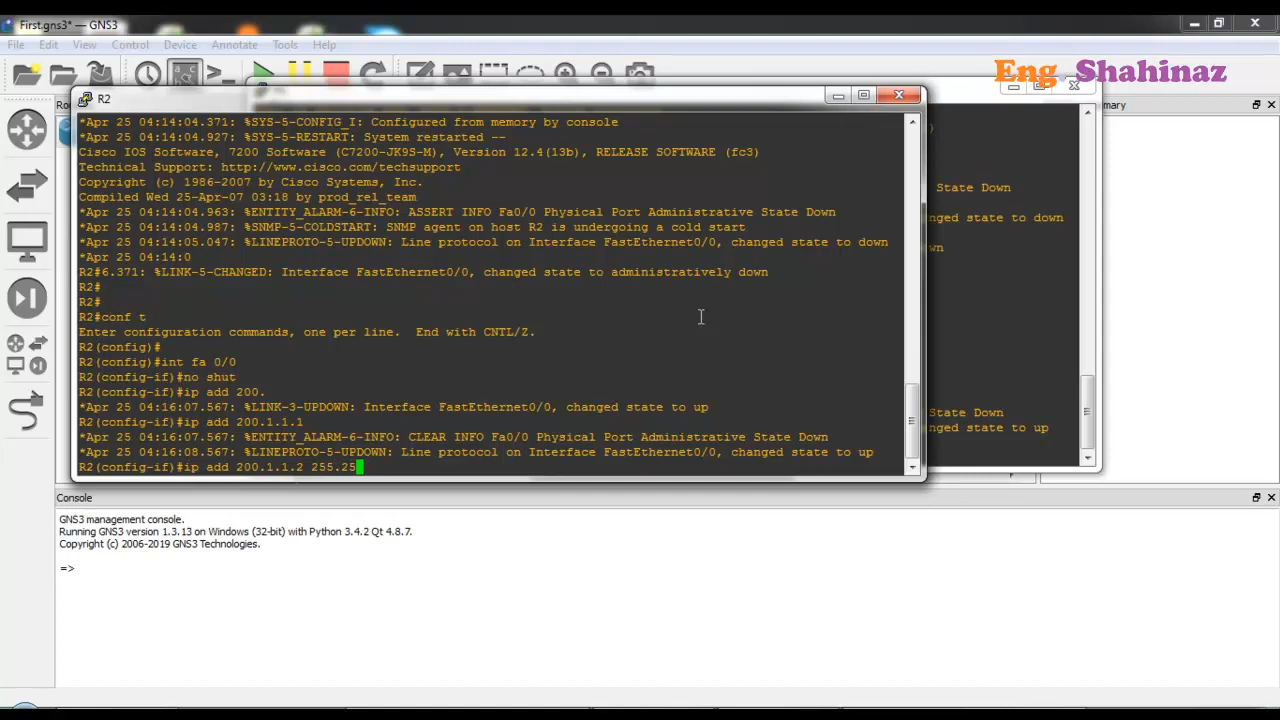 First.gns3* — GNS3
File Edit View Control Device Annotate Tools Help
Eng Shahinaz
R2
mary
*Apr 25 04:14:04.371: %SYS-5-CONFIG_I: Configured from memory by console
*Apr 25 04:14:04.927: %SYS-5-RESTART: System restarted --
Cisco IOS Software, 7200 Software (C7200-JK9S-M), Version 12.4(13b), RELEASE SOFTWARE (fc3)
Technical Support: http://www.cisco.com/techsupport
Copyright (c) 1986-2007 by Cisco Systems, Inc.
Compiled Wed 25-Apr-07 03:18 by prod_rel_team
*Apr 25 04:14:04.963: %ENTITY_ALARM-6-INFO: ASSERT INFO Fa0/0 Physical Port Administrative State Down
*Apr 25 04:14:04.987: %SNMP-5-COLDSTART: SNMP agent on host R2 is undergoing a cold start
*Apr 25 04:14:05.047: %LINEPROTO-5-UPDOWN: Line protocol on Interface FastEthernet0/0, changed state to down
*Apr 25 04:14:0
R2#6.371: %LINK-5-CHANGED: Interface FastEthernet0/0, changed state to administratively down
R2#
R2#
R2#conf t
Enter configuration commands, one per line.  End with CNTL/Z.
R2(config)#
R2(config)#int fa 0/0
R2(config-if)#no shut
R2(config-if)#ip add 200.
*Apr 25 04:16:07.567: %LINK-3-UPDOWN: Interface FastEthernet0/0, changed state to up
R2(config-if)#ip add 200.1.1.1
*Apr 25 04:16:07.567: %ENTITY_ALARM-6-INFO: CLEAR INFO Fa0/0 Physical Port Administrative State Down
*Apr 25 04:16:08.567: %LINEPROTO-5-UPDOWN: Line protocol on Interface FastEthernet0/0, changed state to up
R2(config-if)#ip add 200.1.1.2 255.25
State Down
nged state to down
wn
State Down
nged state to up
Console
GNS3 management console.
Running GNS3 version 1.3.13 on Windows (32-bit) with Python 3.4.2 Qt 4.8.7.
Copyright (c) 2006-2019 GNS3 Technologies.
=>